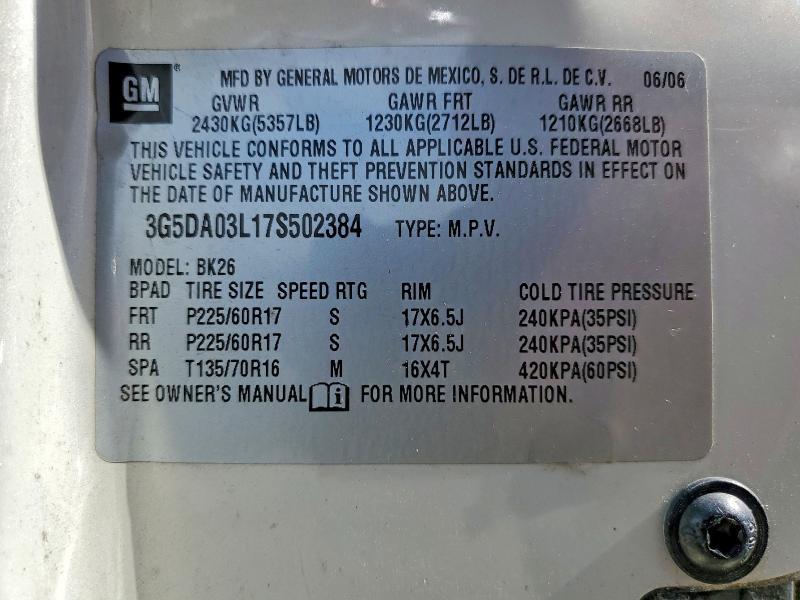 GM ® MFD BY GENERAL MOTORS DE MEXICO, S. DE R.L. DE C.V. 06/06
GVWR GAWR FRT GAWR RR
2430KG(5357LB) 1230KG(2712LB) 1210KG(2668LB)
THIS VEHICLE CONFORMS TO ALL APPLICABLE U.S. FEDERAL MOTOR
VEHICLE SAFETY AND THEFT PREVENTION STANDARDS IN EFFECT ON
THE DATE OF MANUFACTURE SHOWN ABOVE.
3G5DA03L17S502384 TYPE: M.P.V.
MODEL: BK26
BPAD TIRE SIZE SPEED RTG RIM COLD TIRE PRESSURE
FRT P225/60R17 S 17X6.5J 240KPA(35PSI)
RR P225/60R17 S 17X6.5J 240KPA(35PSI)
SPA T135/70R16 M 16X4T 420KPA(60PSI)
SEE OWNER'S MANUAL i FOR MORE INFORMATION.